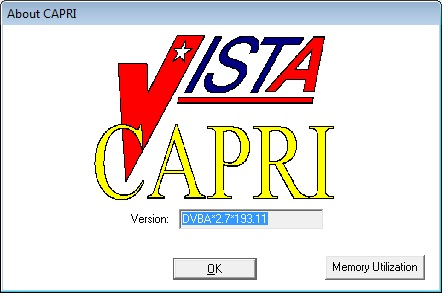 About CAPRI
VISTA
CAPRI
Version: DVBA*2.7*193.11
OK
Memory Utilization